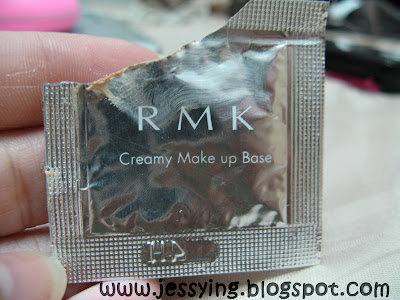 RMK
Creamy Make up Base
www.jessying.blogspot.com